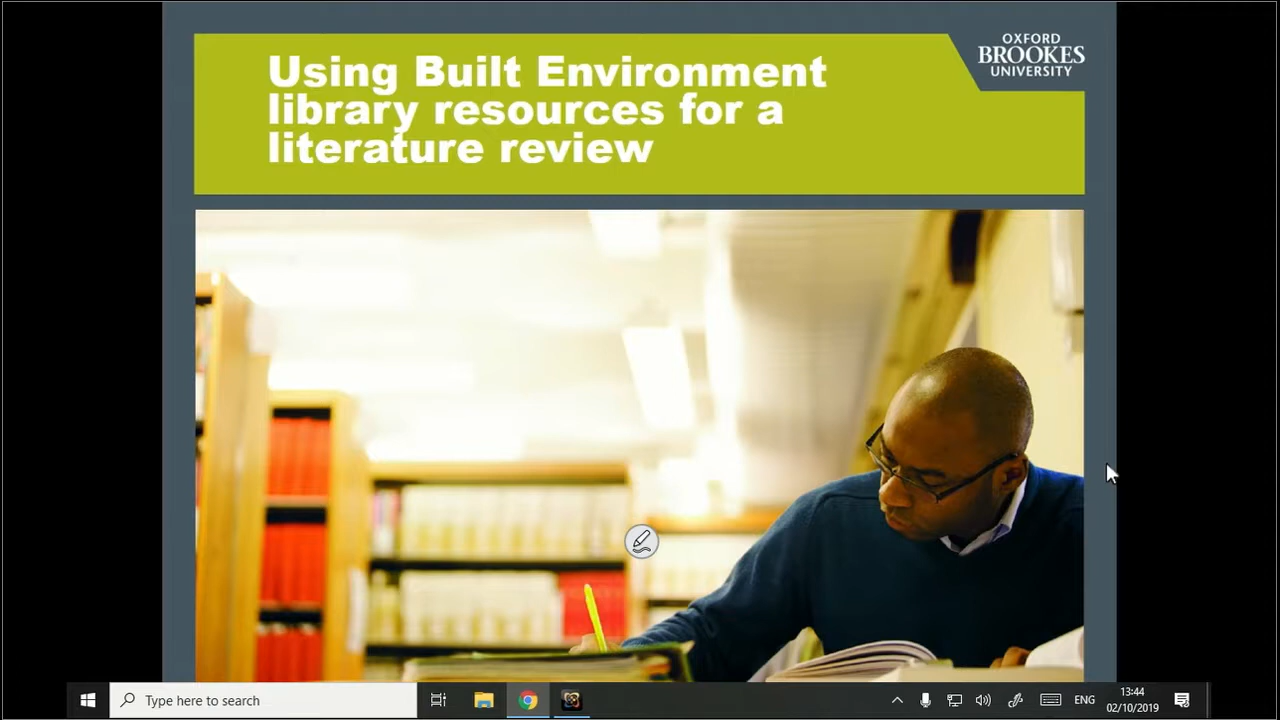 Using Built Environment
library resources for a
literature review
OXFORD
BROOKES
UNIVERSITY
Type here to search
ENG
13:44
02/10/2019